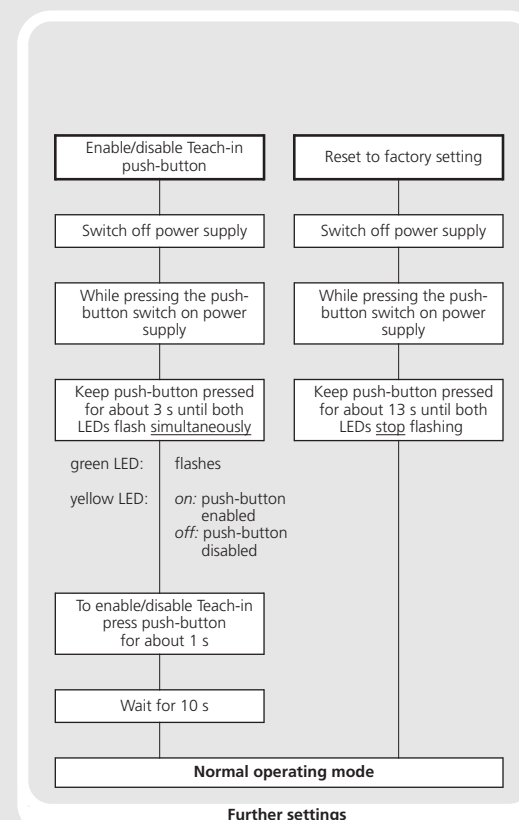 Enable/disable Teach-in
push-button
Switch off power supply
While pressing the push-
button switch on power
supply
Keep push-button pressed
for about 3 s until both
LEDs flash simultaneously
green LED: flashes
yellow LED: on: push-button
enabled
off: push-button
disabled
To enable/disable Teach-in
press push-button
for about 1 s
Wait for 10 s
Reset to factory setting
Switch off power supply
While pressing the push-
button switch on power
supply
Keep push-button pressed
for about 13 s until both
LEDs stop flashing
Normal operating mode
Further settings